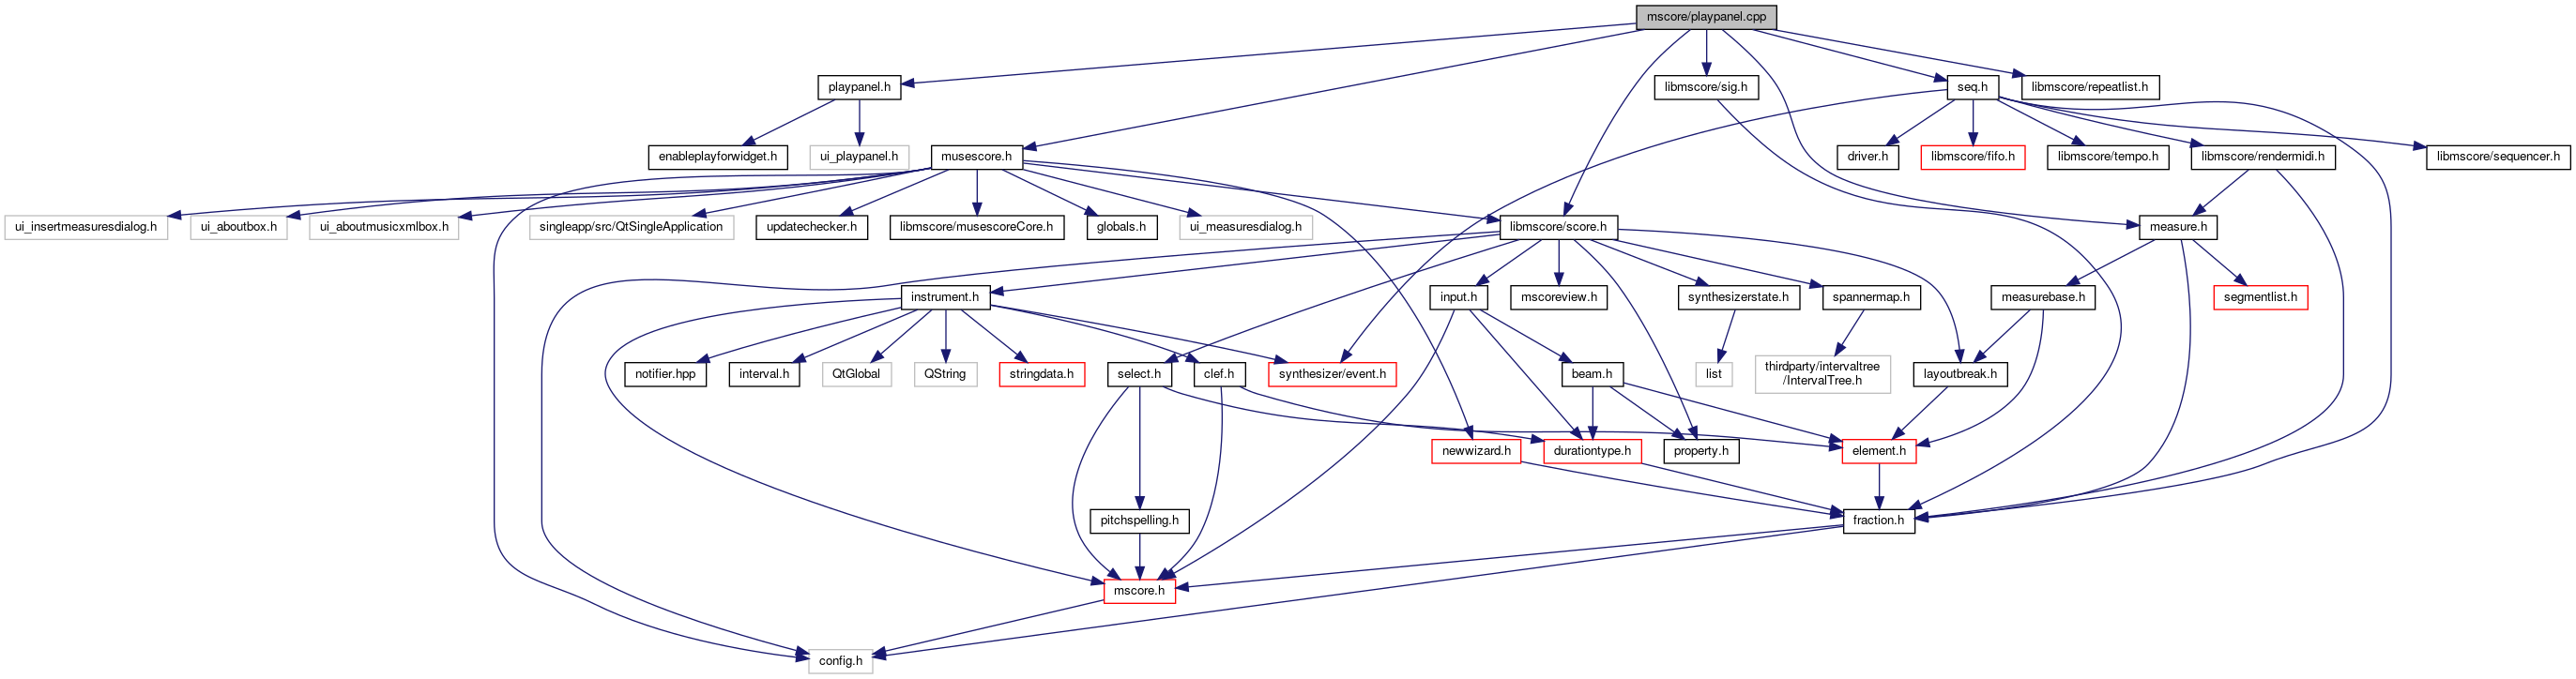 mscore/playpanel.cpp
playpanel.h
libmscore/sig.h
seq.h
libmscore/repeatlist.h
enableplayforwidget.h
ui_playpanel.h
musescore.h
driver.h
libmscore/fifo.h
libmscore/tempo.h
libmscore/rendermidi.h
libmscore/sequencer.h
ui_insertmeasuresdialog.h
ui_aboutbox.h
ui_aboutmusicxmlbox.h
singleapp/src/QtSingleApplication
updatechecker.h
libmscore/musescoreCore.h
globals.h
ui_measuresdialog.h
libmscore/score.h
measure.h
instrument.h
input.h
mscoreview.h
synthesizerstate.h
spannermap.h
measurebase.h
segmentlist.h
notifier.hpp
interval.h
QtGlobal
QString
stringdata.h
select.h
clef.h
synthesizer/event.h
beam.h
list
thirdparty/intervaltree
/IntervalTree.h
layoutbreak.h
newwizard.h
durationtype.h
property.h
element.h
pitchspelling.h
fraction.h
mscore.h
config.h